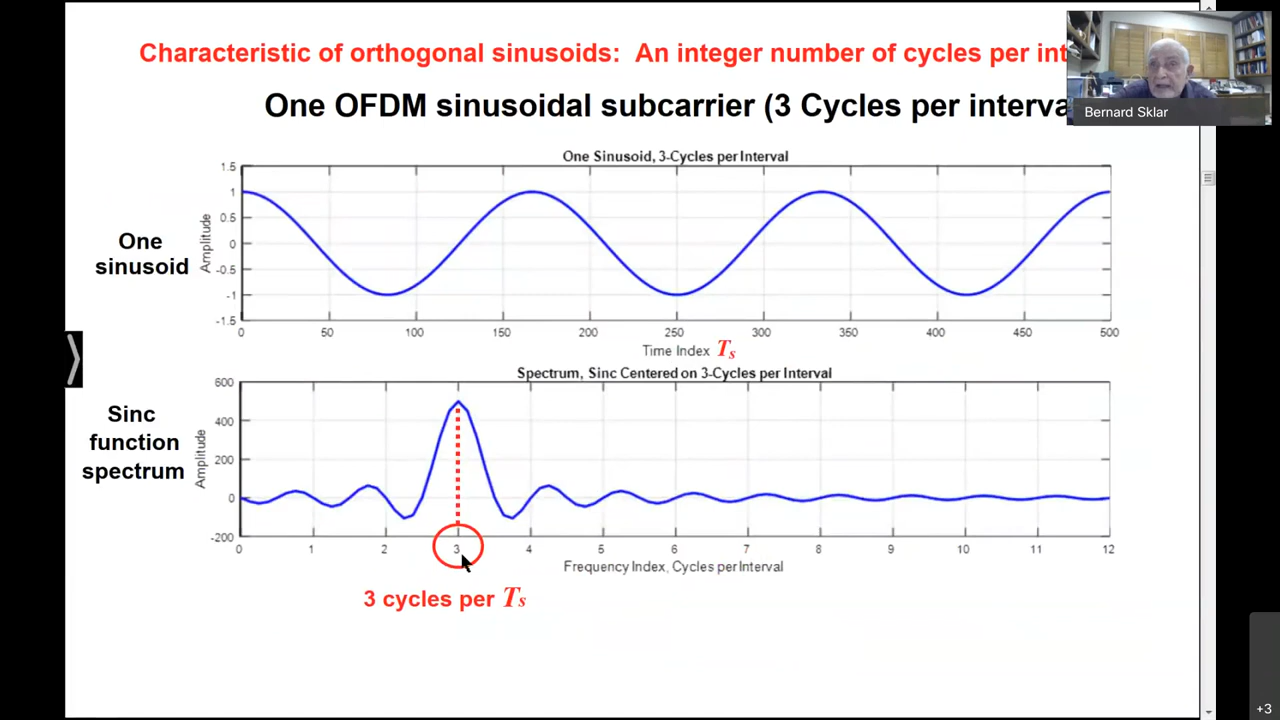 Characteristic of orthogonal sinusoids: An integer number of cycles per
One OFDM sinusoidal subcarrier (3 Cycles per
Bernard Sklar
One Sinusoid, 3-Cycles per Interval
One
sinusoid
Amplitude
1.5
1
0.5
0
-0.5
-1
-1.5
0 50 100 150 200 250 300 350 400 450 500
Time Index Ts
Spectrum, Sinc Centered on 3-Cycles per Interval
Sinc
function
spectrum
Amplitude
600
400
200
0
-200
0 1 2 3 4 5 6 7 8 9 10 11 12
Frequency Index, Cycles per Interval
3 cycles per Ts
+3